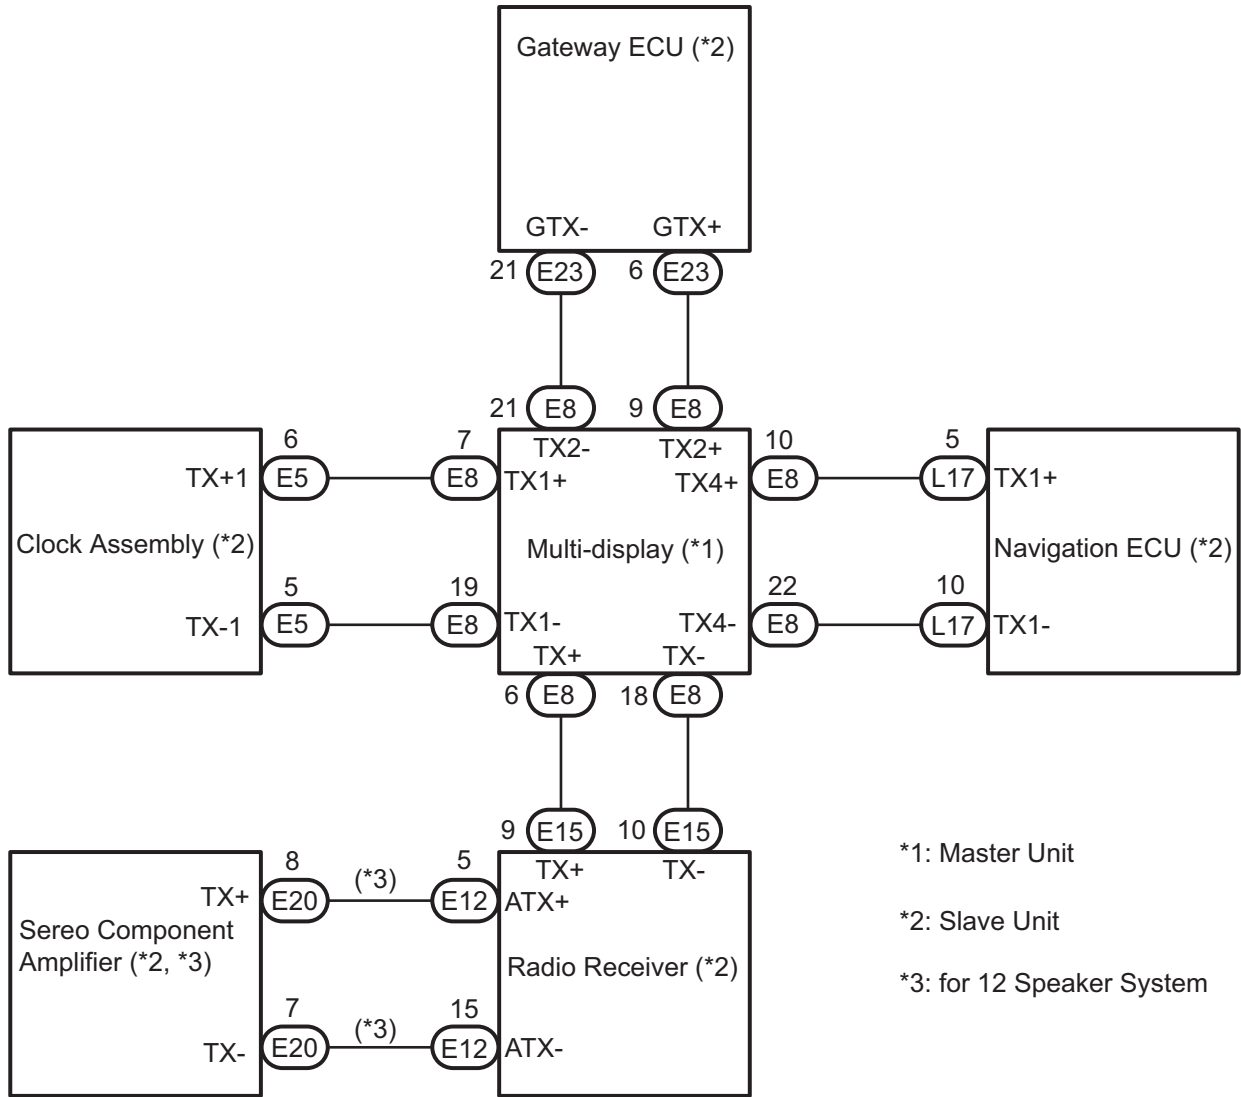 Gateway ECU (*2)
GTX- GTX+
21 E23 6 E23
21 E8 9 E8
TX2- TX2+
6 7 10 5
TX+1 E5 E8 TX1+ TX4+ E8 L17 TX1+
Clock Assembly (*2) Multi-display (*1) Navigation ECU (*2)
5 19 22 10
TX-1 E5 E8 TX1- TX4- E8 L17 TX1-
TX+ TX-
6 E8 18 E8
9 E15 10 E15
TX+ TX-
8 (*3) 5
TX+ E20 E12 ATX+
Sereo Component
Amplifier (*2, *3)
Radio Receiver (*2)
7 (*3) 15
TX- E20 E12 ATX-
*1: Master Unit
*2: Slave Unit
*3: for 12 Speaker System